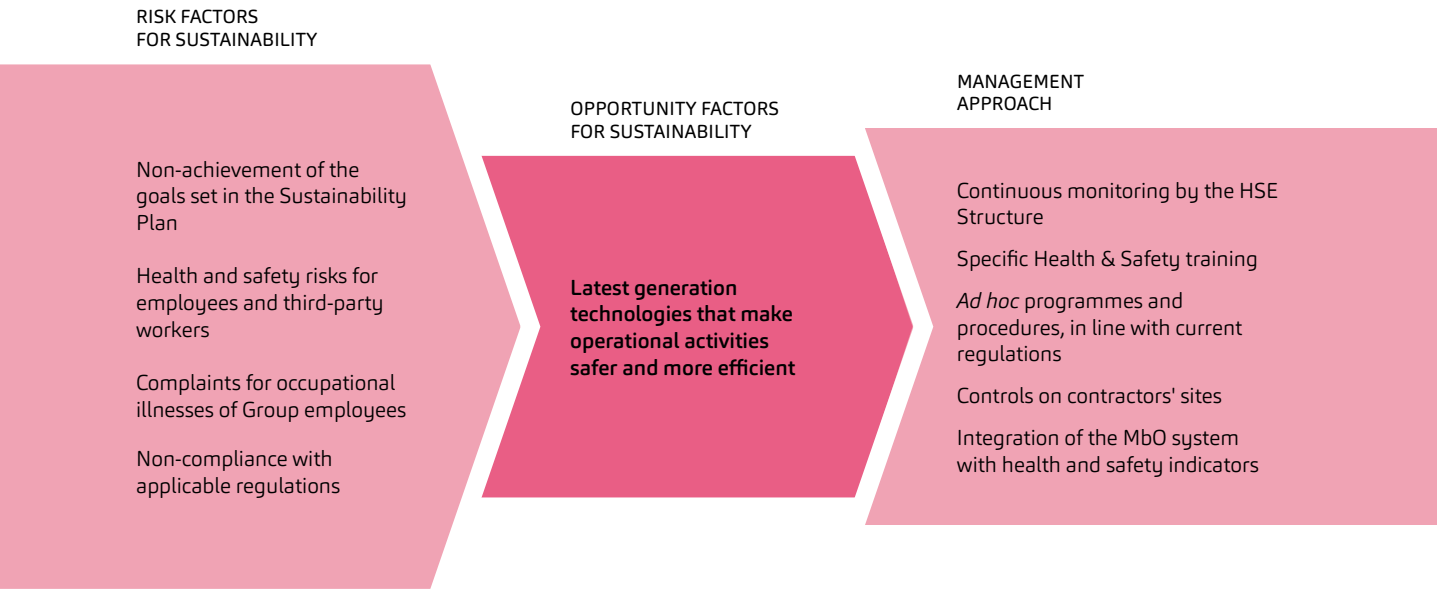 RISK FACTORS
FOR SUSTAINABILITY
Non-achievement of the
goals set in the Sustainability
Plan
Health and safety risks for
employees and third-party
workers
Complaints for occupational
illnesses of Group employees
Non-compliance with
applicable regulations
OPPORTUNITY FACTORS
FOR SUSTAINABILITY
Latest generation
technologies that make
operational activities
safer and more efficient
MANAGEMENT
APPROACH
Continuous monitoring by the HSE
Structure
Specific Health & Safety training
Ad hoc programmes and
procedures, in line with current
regulations
Controls on contractors' sites
Integration of the MbO system
with health and safety indicators